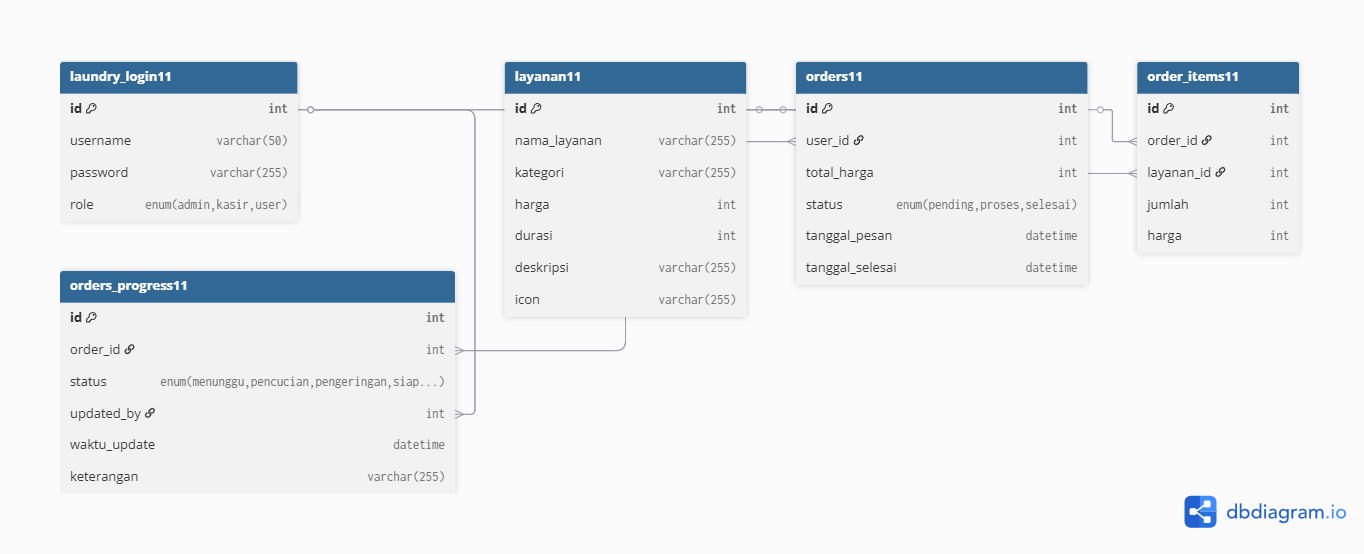 laundry_login11
id int
username varchar(50)
password varchar(255)
role enum(admin,kasir,user)
layanan11
id int
nama_layanan varchar(255)
kategori varchar(255)
harga int
durasi int
deskripsi varchar(255)
icon varchar(255)
orders11
id int
user_id int
total_harga int
status enum(pending,proses,selesai)
tanggal_pesan datetime
tanggal_selesai datetime
order_items11
id int
order_id int
layanan_id int
jumlah int
harga int
orders_progress11
id int
order_id int
status enum(menunggu,pencucian,pengeringan,siap...)
updated_by int
waktu_update datetime
keterangan varchar(255)
dbdiagram.io